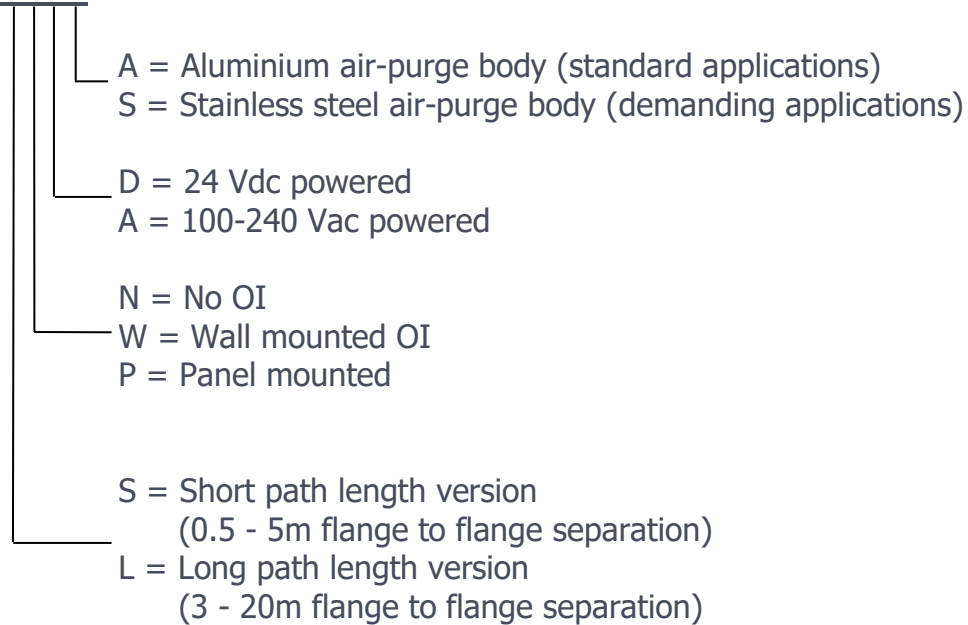 A = Aluminium air-purge body (standard applications)
S = Stainless steel air-purge body (demanding applications)
D = 24 Vdc powered
A = 100-240 Vac powered
N = No OI
W = Wall mounted OI
P = Panel mounted
S = Short path length version
(0.5 - 5m flange to flange separation)
L = Long path length version
(3 - 20m flange to flange separation)